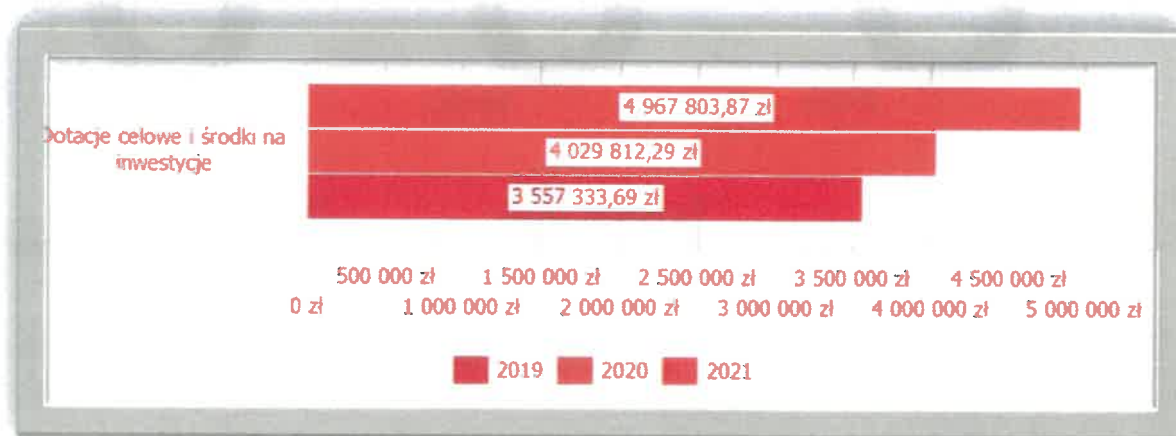 4 967 803,87 zł
Dotacje celowe i środki na
inwestycje
4 029 812,29 zł
3 557 333,69 zł
500 000 zł 1 500 000 zł 2 500 000 zł 3 500 000 zł 4 500 000 zł
0 zł 1 000 000 zł 2 000 000 zł 3 000 000 zł 4 000 000 zł 5 000 000 zł
2019 2020 2021